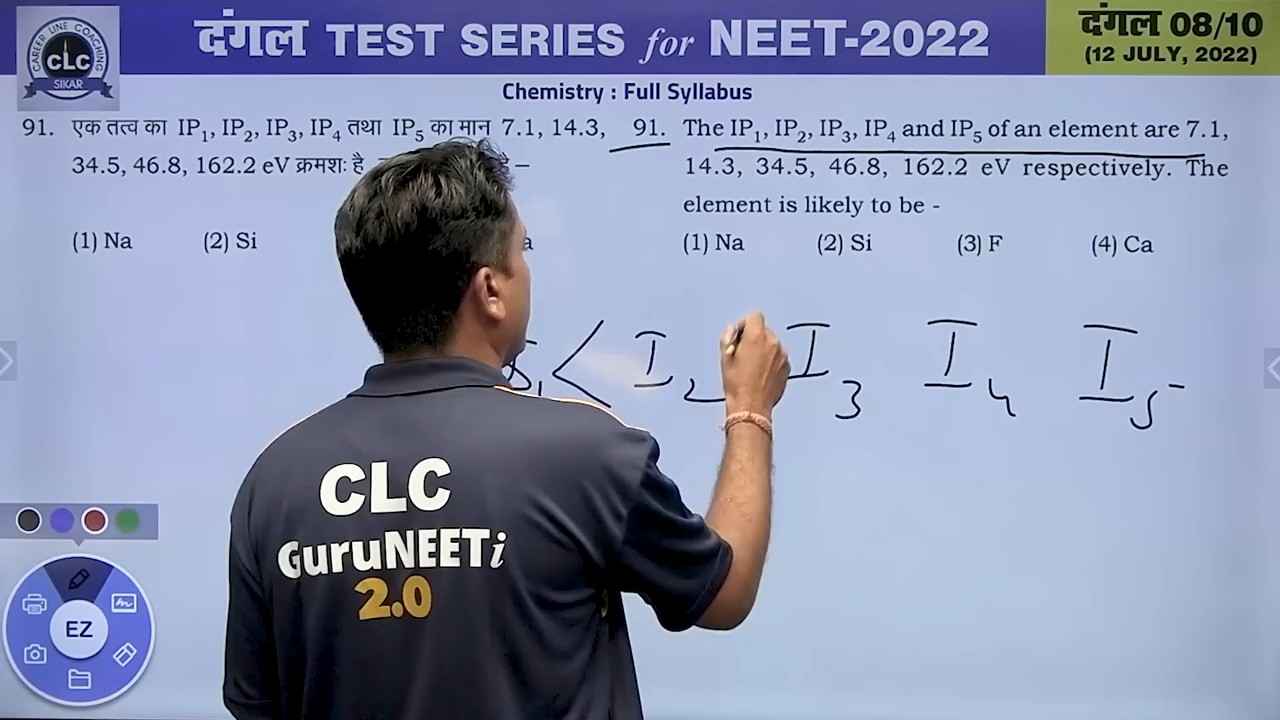 दंगल TEST SERIES for NEET-2022
दंगल 08/10
(12 JULY, 2022)
CAREER LINE COACHING
CLC
SIKAR
Chemistry : Full Syllabus
91. एक तत्व का IP₁, IP₂, IP₃, IP₄ तथा IP₅ का मान 7.1, 14.3,
34.5, 46.8, 162.2 eV क्रमशः है –
(1) Na (2) Si a
91. The IP₁, IP₂, IP₃, IP₄ and IP₅ of an element are 7.1,
14.3, 34.5, 46.8, 162.2 eV respectively. The
element is likely to be -
(1) Na (2) Si (3) F (4) Ca
₁ < I₂ I₃ I₄ I₅
CLC
GuruNEETi
2.0
EZ